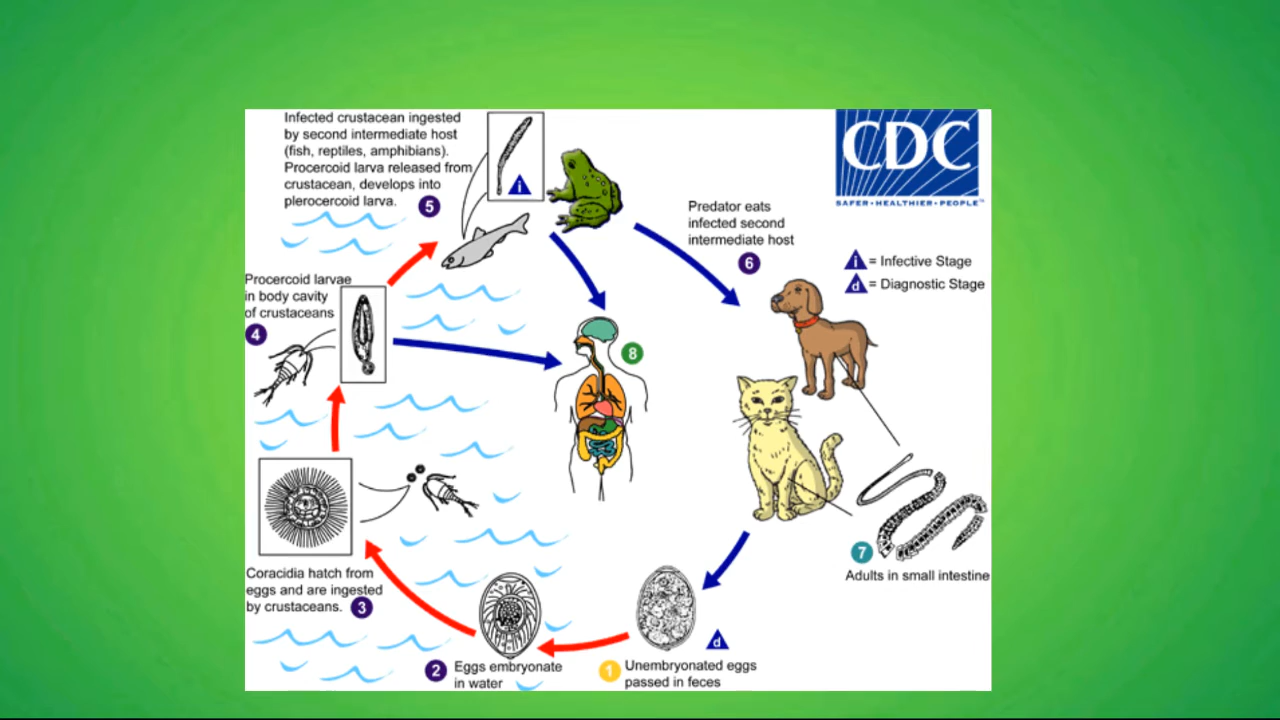 Infected crustacean ingested
by second intermediate host
(fish, reptiles, amphibians).
Procercoid larva released from
crustacean, develops into
plerocercoid larva.
5
i
CDC
SAFER•HEALTHIER•PEOPLE™
Predator eats
infected second
intermediate host
6
i = Infective Stage
d = Diagnostic Stage
Procercoid larvae
in body cavity
of crustaceans
4
8
7
Adults in small intestine
Coracidia hatch from
eggs and are ingested
by crustaceans. 3
2 Eggs embryonate
in water
d
1 Unembryonated eggs
passed in feces